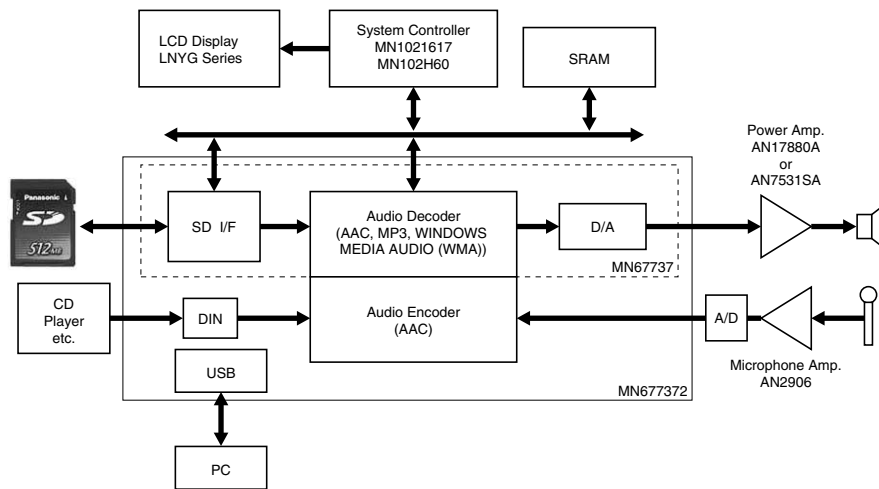 LCD Display
LNYG Series
System Controller
MN1021617
MN102H60
SRAM
Power Amp.
AN17880A
or
AN7531SA
Panasonic
SD
512MB
SD I/F
Audio Decoder
(AAC, MP3, WINDOWS
MEDIA AUDIO (WMA))
D/A
MN67737
CD
Player
etc.
DIN
Audio Encoder
(AAC)
A/D
Microphone Amp.
AN2906
USB
MN677372
PC